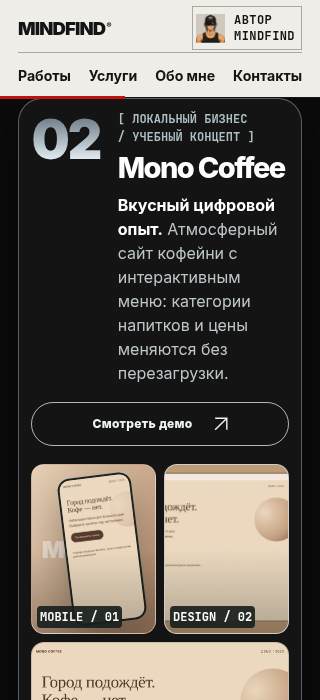 MINDFIND®
АВТОР
MINDFIND
Работы Услуги Обо мне Контакты
02
[ ЛОКАЛЬНЫЙ БИЗНЕС
/ УЧЕБНЫЙ КОНЦЕПТ ]
Mono Coffee
Вкусный цифровой
опыт. Атмосферный
сайт кофейни с
интерактивным
меню: категории
напитков и цены
меняются без
перезагрузки.
Смотреть демо
Город подождёт.
Кофе — нет.
M
MOBILE / 01
дождёт.
нет.
DESIGN / 02
MONO COFFEE
Город подождёт.
Кофе — нет.